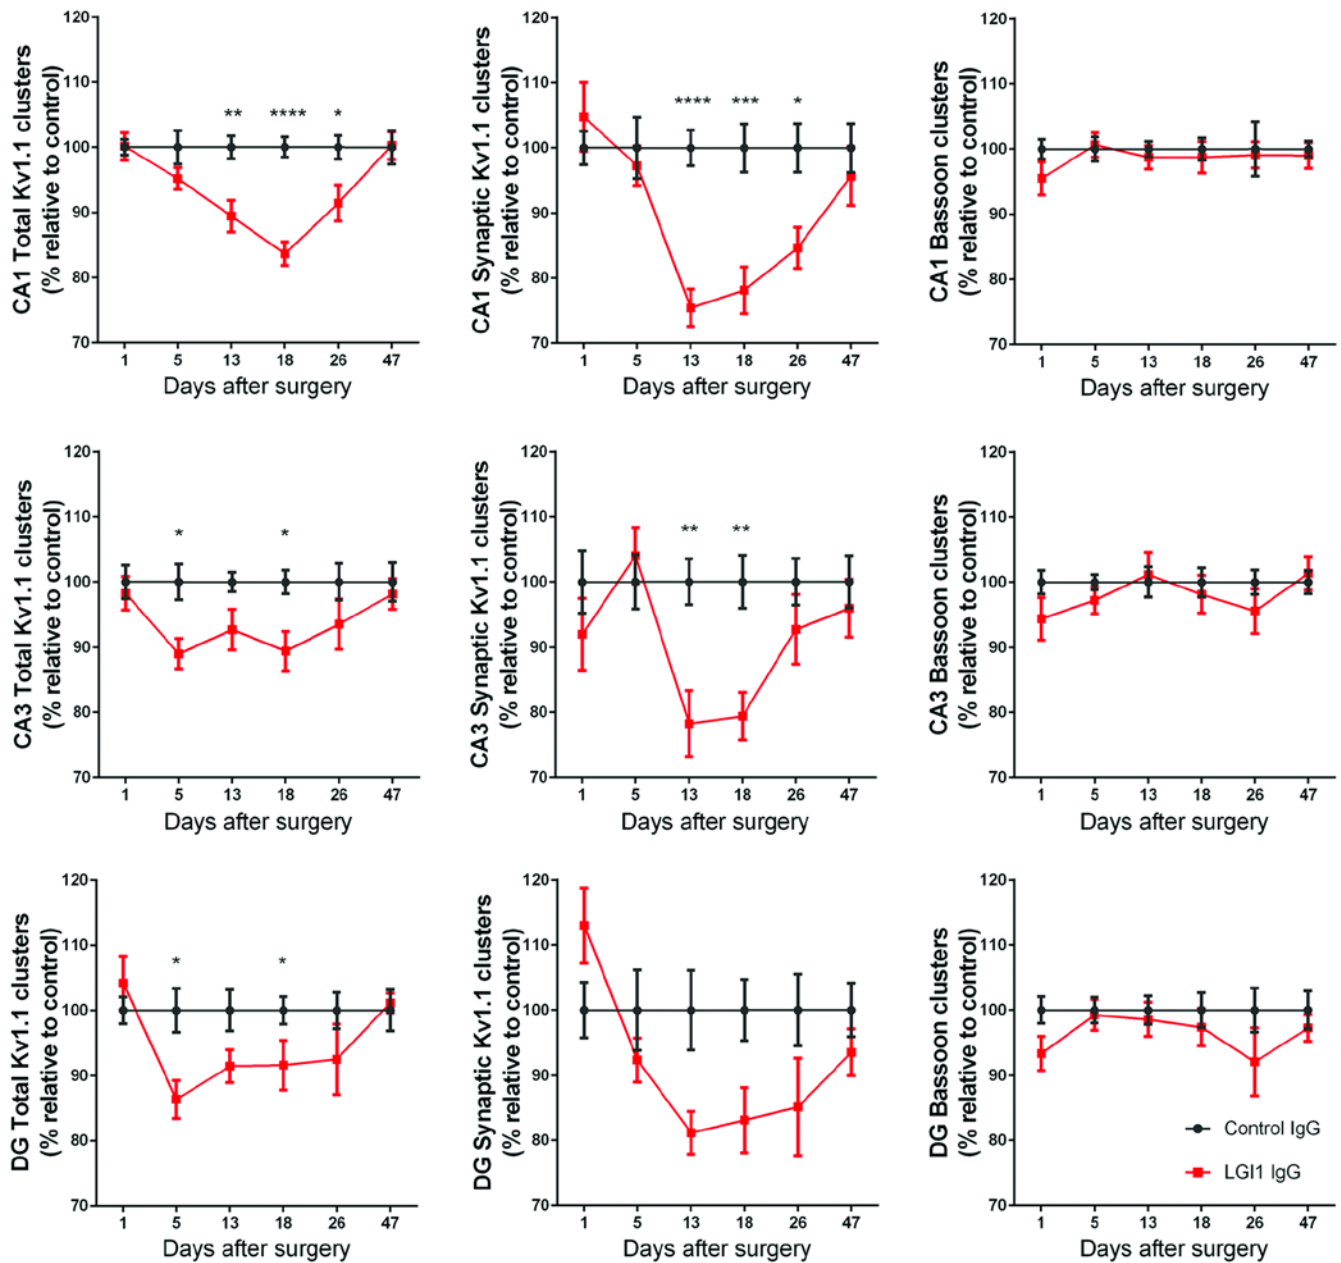 CA1 Total Kv1.1 clusters
(% relative to control)
120
110
100
90
80
70
** **** *
1 5 13 18 26 47
Days after surgery
CA1 Synaptic Kv1.1 clusters
(% relative to control)
120
110
100
90
80
70
**** *** *
1 5 13 18 26 47
Days after surgery
CA1 Bassoon clusters
(% relative to control)
120
110
100
90
80
70
1 5 13 18 26 47
Days after surgery
CA3 Total Kv1.1 clusters
(% relative to control)
120
110
100
90
80
70
* *
1 5 13 18 26 47
Days after surgery
CA3 Synaptic Kv1.1 clusters
(% relative to control)
120
110
100
90
80
70
** **
1 5 13 18 26 47
Days after surgery
CA3 Bassoon clusters
(% relative to control)
120
110
100
90
80
70
1 5 13 18 26 47
Days after surgery
DG Total Kv1.1 clusters
(% relative to control)
120
110
100
90
80
70
* *
1 5 13 18 26 47
Days after surgery
DG Synaptic Kv1.1 clusters
(% relative to control)
120
110
100
90
80
70
1 5 13 18 26 47
Days after surgery
DG Bassoon clusters
(% relative to control)
120
110
100
90
80
70
Control IgG
LGI1 IgG
1 5 13 18 26 47
Days after surgery